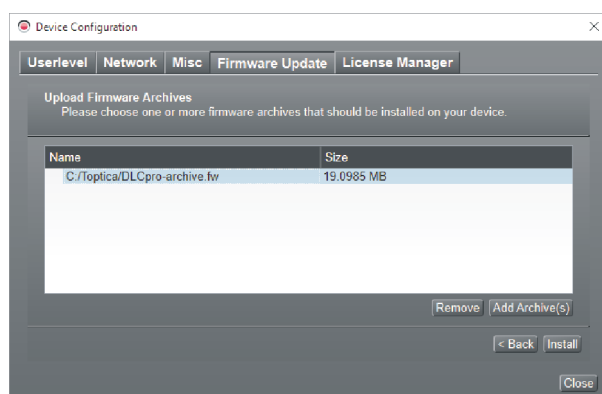 Device Configuration
Userlevel Network Misc Firmware Update License Manager
Upload Firmware Archives
Please choose one or more firmware archives that should be installed on your device.
Name Size
C:/Toptica/DLCpro-archive.fw 19.0985 MB
Remove Add Archive(s)
< Back Install
Close